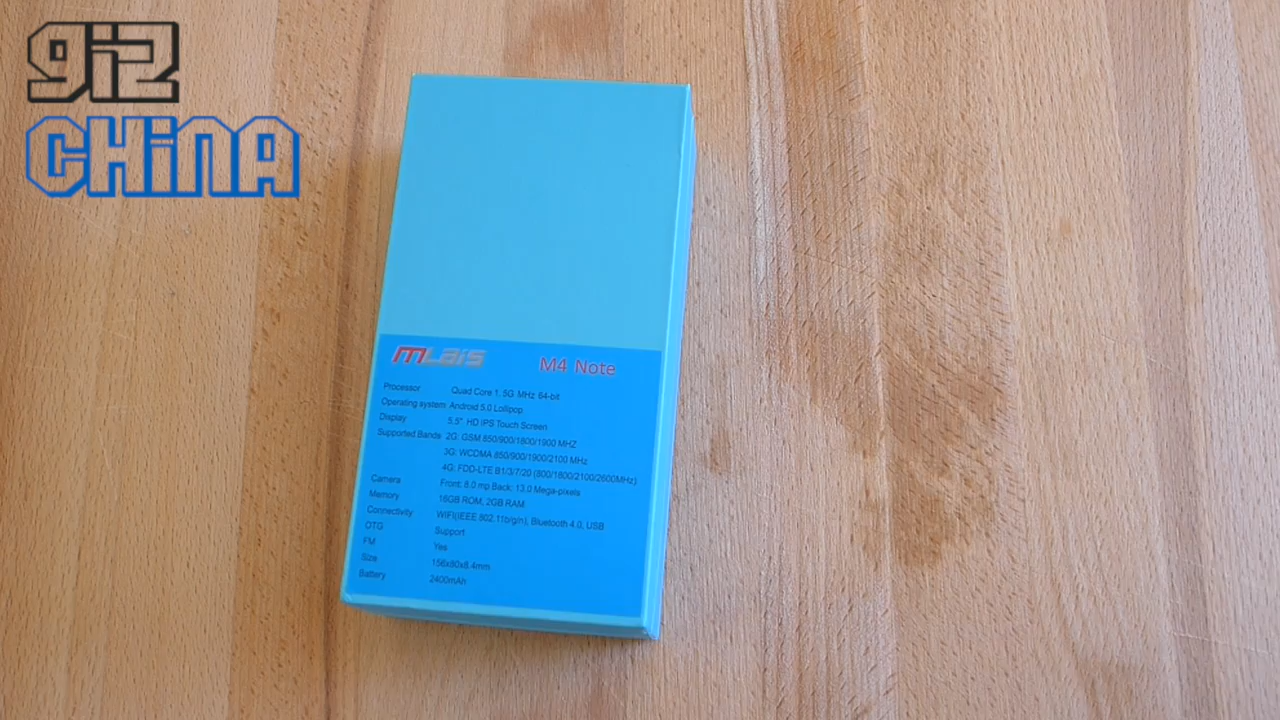 giz
CHINA
mLais
M4 Note
Processor Quad Core 1.5G MHz 64-bit
Operating system Android 5.0 Lollipop
Display 5.5" HD IPS Touch Screen
Supported Bands 2G: GSM 850/900/1800/1900 MHZ
3G: WCDMA 850/900/1900/2100 MHz
4G: FDD-LTE B1/3/7/20 (800/1800/2100/2600MHz)
Camera Front: 8.0 mp Back: 13.0 Mega-pixels
Memory 16GB ROM, 2GB RAM
Connectivity WIFI(IEEE 802.11b/g/n), Bluetooth 4.0, USB
OTG Support
FM Yes
Size 156x80x8.4mm
Battery 2400mAh